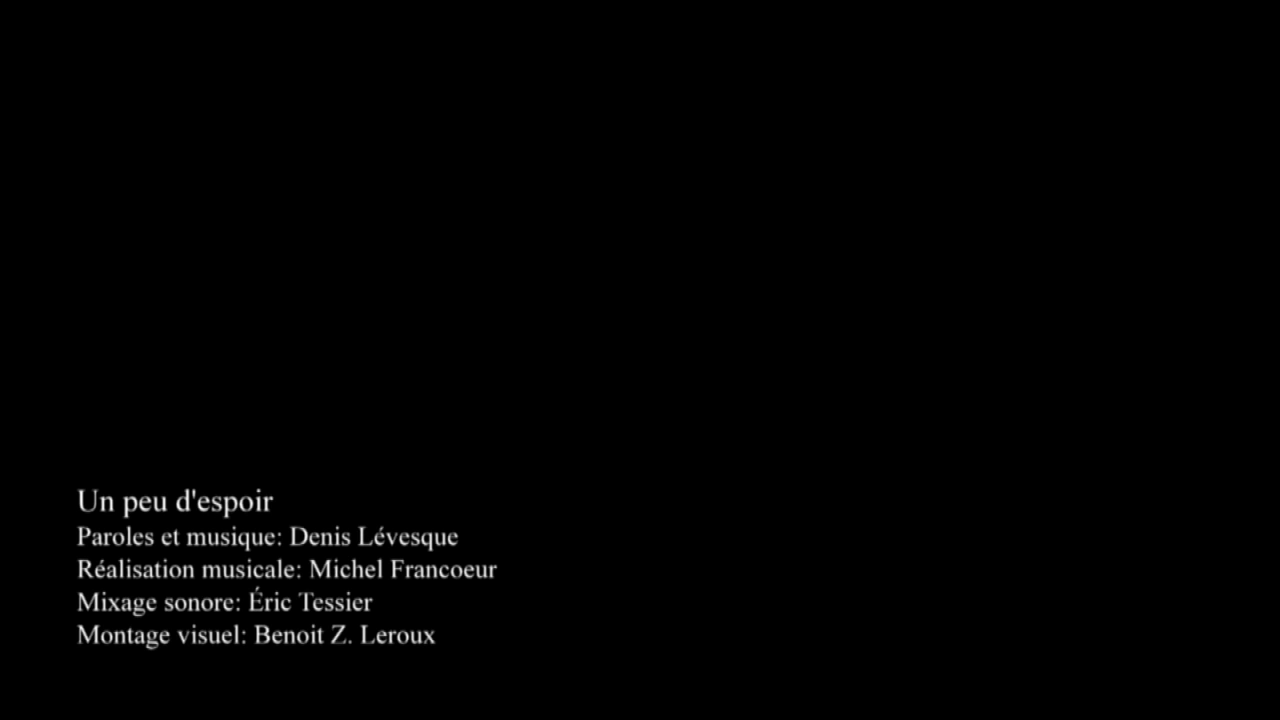 Un peu d'espoir
Paroles et musique: Denis Lévesque
Réalisation musicale: Michel Francoeur
Mixage sonore: Éric Tessier
Montage visuel: Benoit Z. Leroux